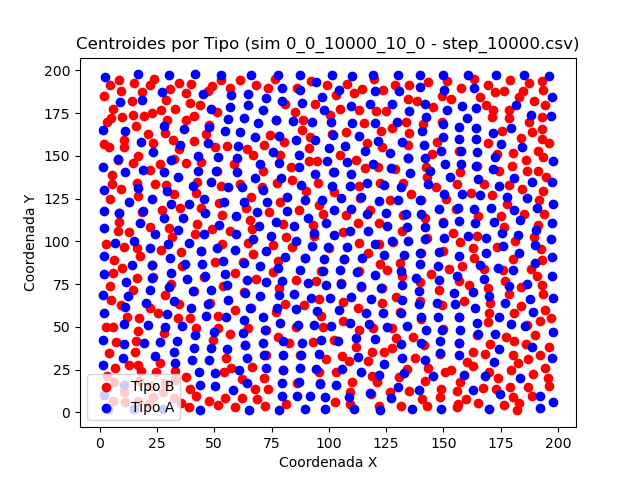 Centroides por Tipo (sim 0_0_10000_10_0 - step_10000.csv)
Coordenada Y
200
175
150
125
100
75
50
25
0
Tipo B
Tipo A
0 25 50 75 100 125 150 175 200
Coordenada X